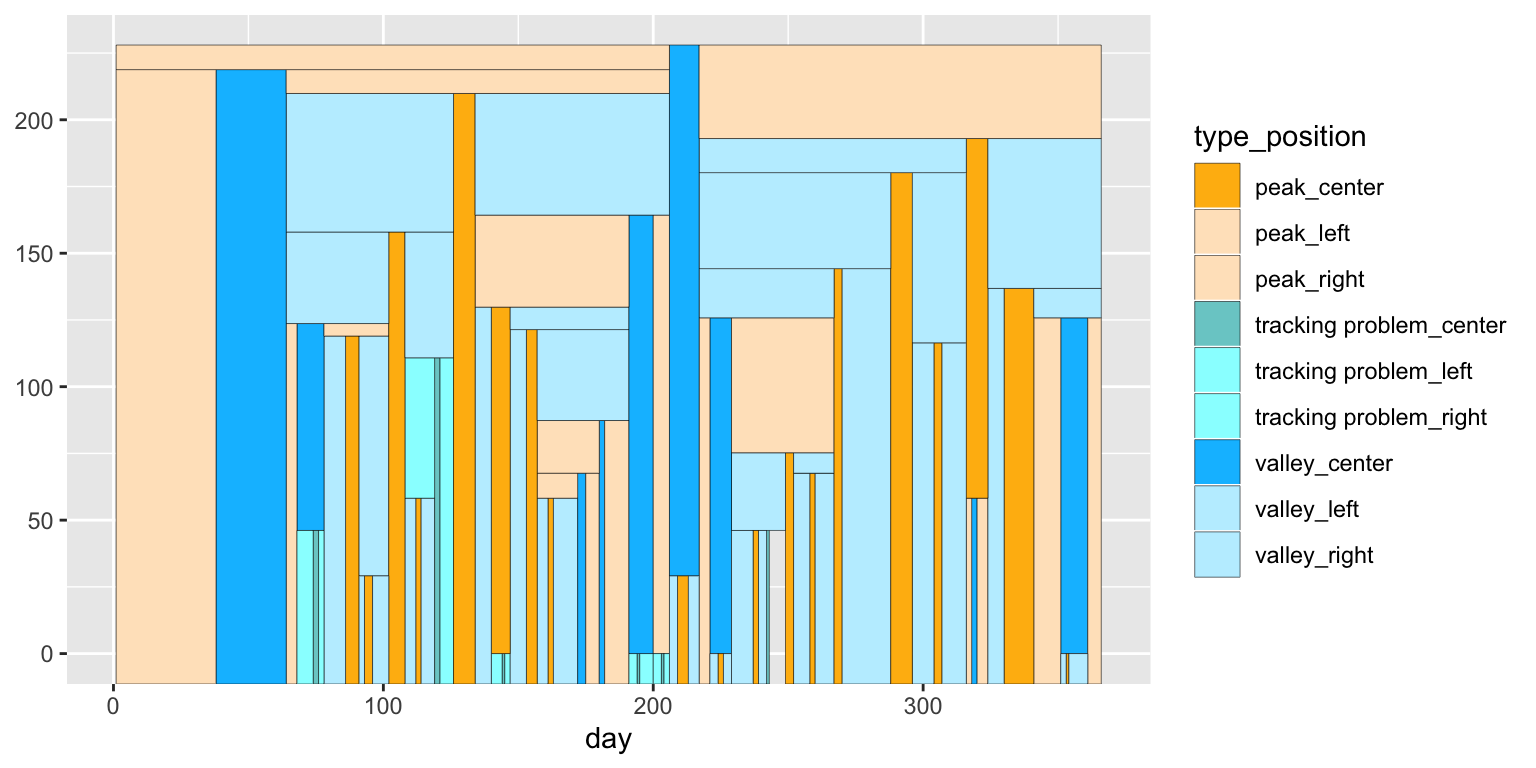 200
150
100
50
0
0 100 200 300
day
type_position
peak_center
peak_left
peak_right
tracking problem_center
tracking problem_left
tracking problem_right
valley_center
valley_left
valley_right